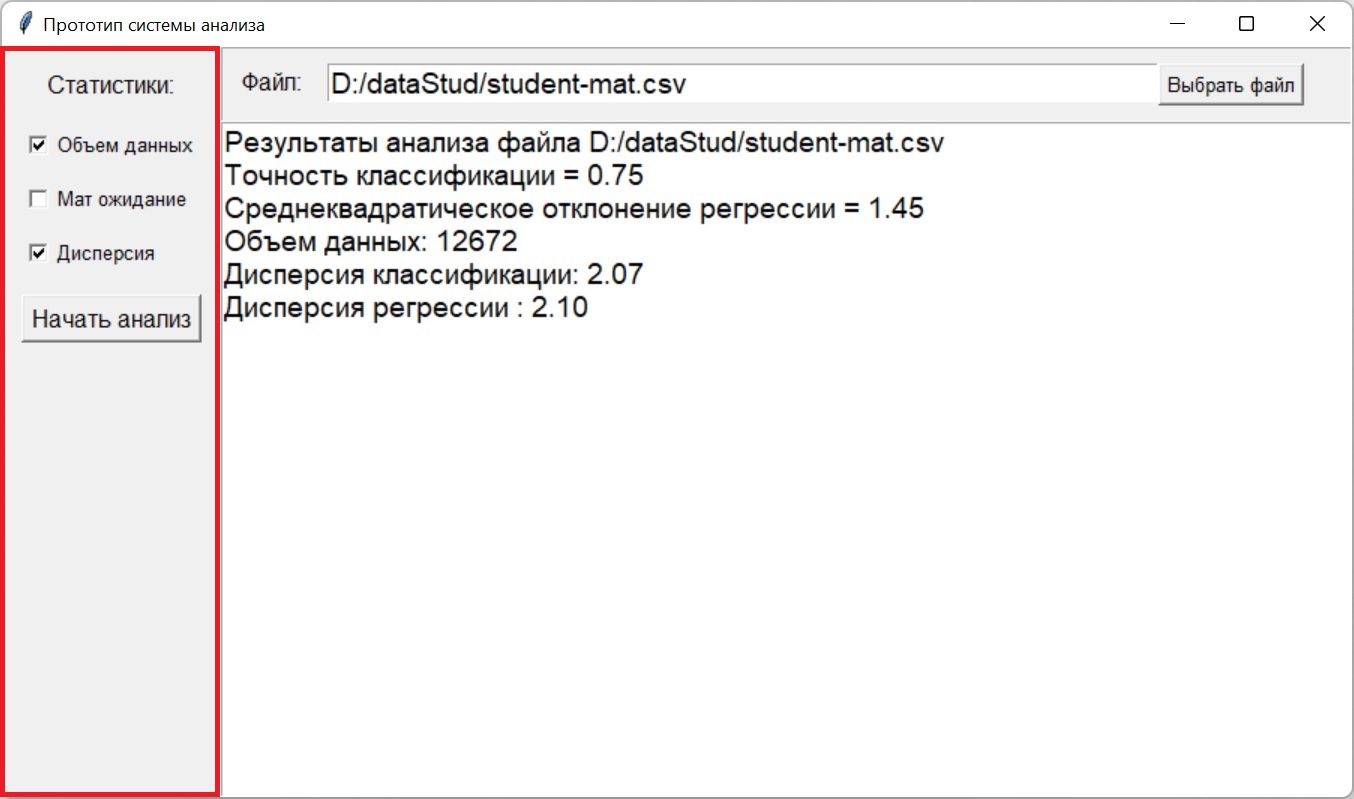 Прототип системы анализа
Статистики:
Объем данных
Мат ожидание
Дисперсия
Начать анализ
Файл: D:/dataStud/student-mat.csv Выбрать файл
Результаты анализа файла D:/dataStud/student-mat.csv
Точность классификации = 0.75
Среднеквадратическое отклонение регрессии = 1.45
Объем данных: 12672
Дисперсия классификации: 2.07
Дисперсия регрессии : 2.10